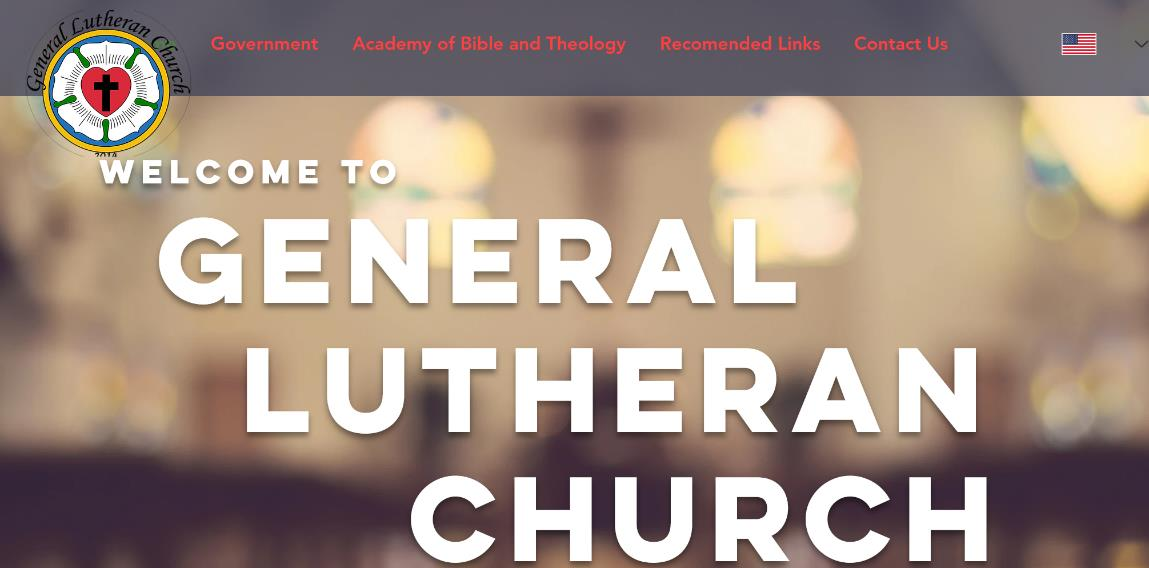 General Lutheran Church
2014
Government
Academy of Bible and Theology
Recomended Links
Contact Us
WELCOME TO
GENERAL
LUTHERAN
CHURCH